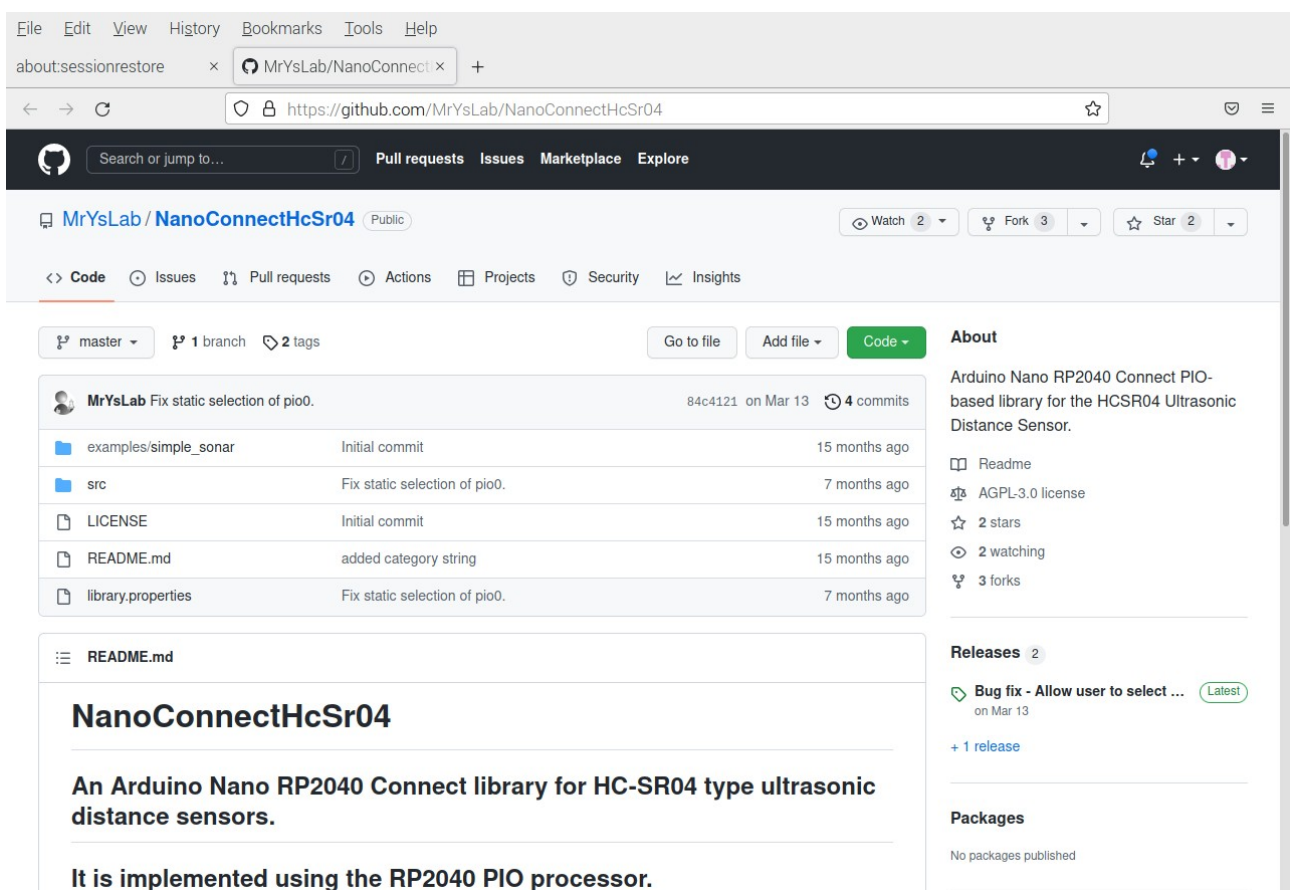 File Edit View History Bookmarks Tools Help
about:sessionrestore × MrYsLab/NanoConnect × +
https://github.com/MrYsLab/NanoConnectHcSr04
Search or jump to... / Pull requests Issues Marketplace Explore
MrYsLab / NanoConnectHcSr04 Public
Watch 2 Fork 3 Star 2
<> Code Issues Pull requests Actions Projects Security Insights
master 1 branch 2 tags Go to file Add file Code
MrYsLab Fix static selection of pio0. 84c4121 on Mar 13 4 commits
examples/simple_sonar Initial commit 15 months ago
src Fix static selection of pio0. 7 months ago
LICENSE Initial commit 15 months ago
README.md added category string 15 months ago
library.properties Fix static selection of pio0. 7 months ago
README.md
NanoConnectHcSr04
An Arduino Nano RP2040 Connect library for HC-SR04 type ultrasonic
distance sensors.
It is implemented using the RP2040 PIO processor.
About
Arduino Nano RP2040 Connect PIO-
based library for the HCSR04 Ultrasonic
Distance Sensor.
Readme
AGPL-3.0 license
2 stars
2 watching
3 forks
Releases 2
Bug fix - Allow user to select ... Latest
on Mar 13
+ 1 release
Packages
No packages published